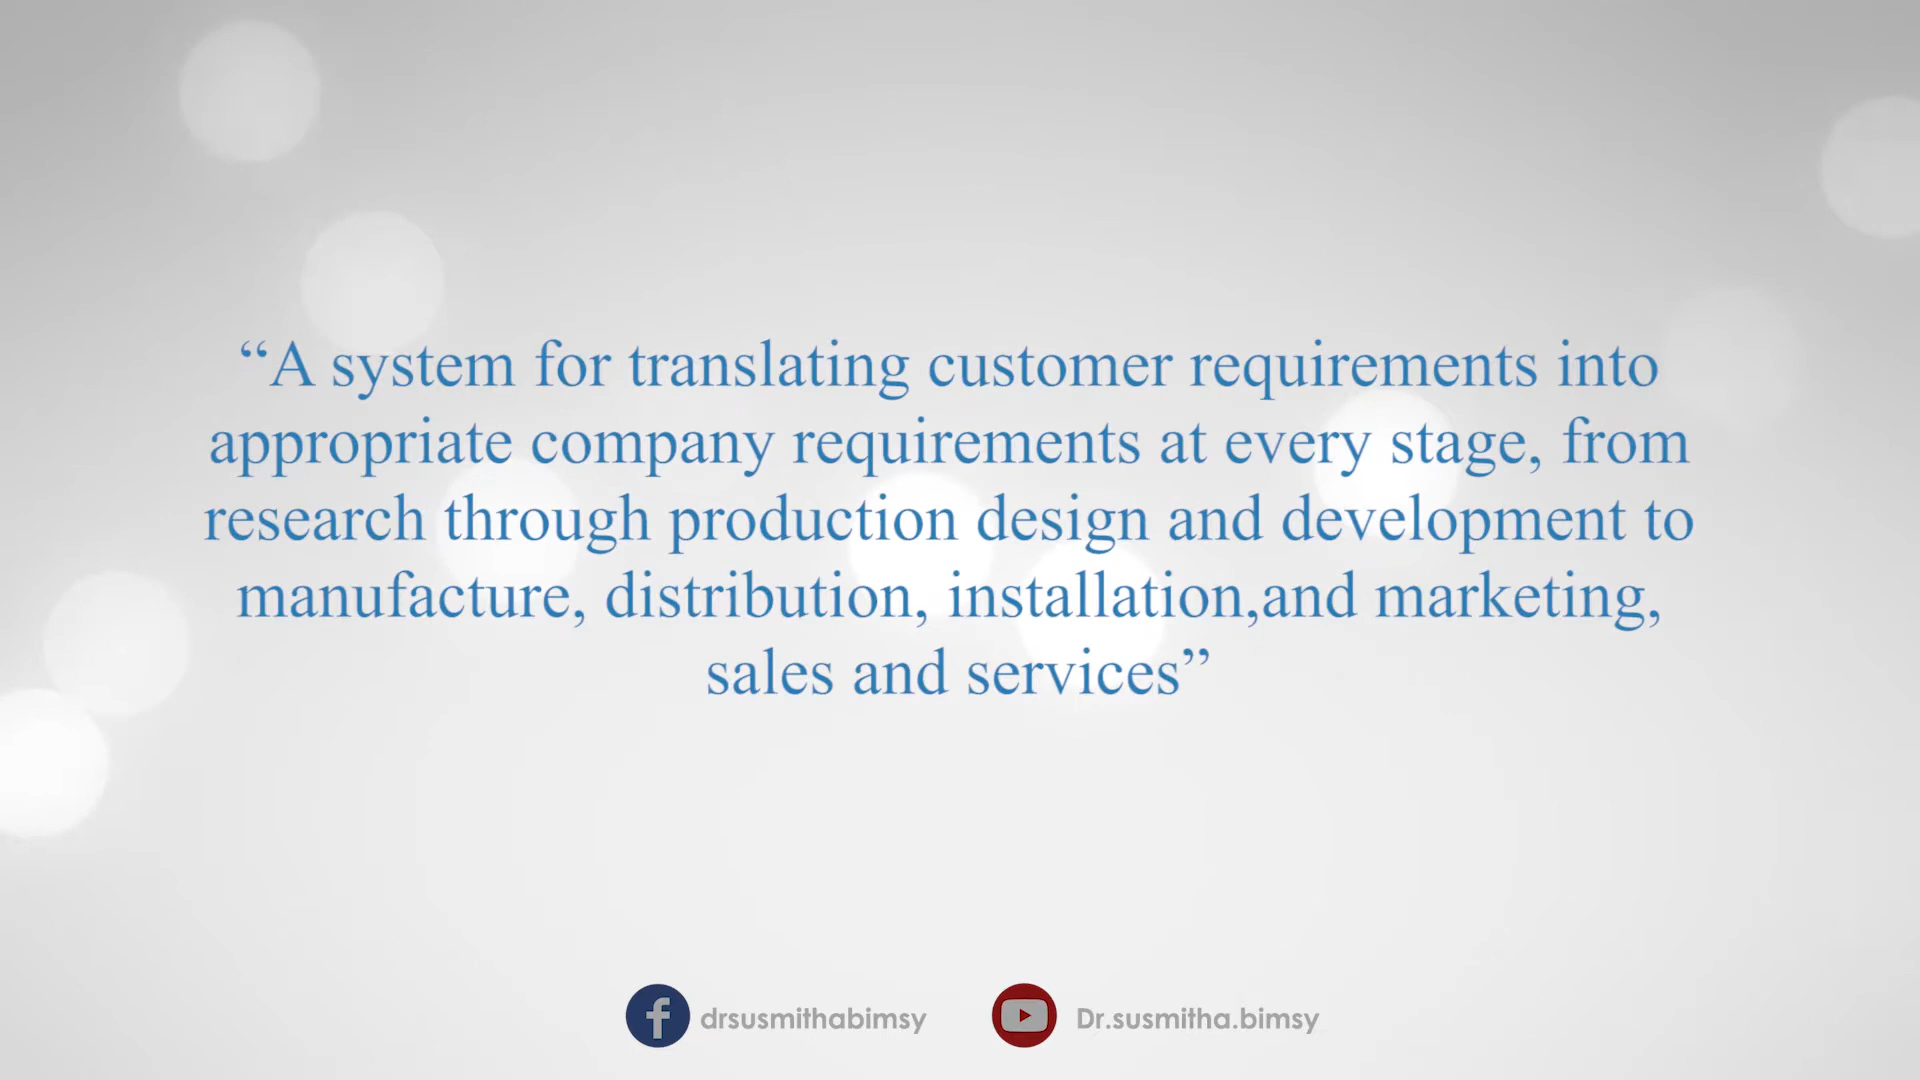 “A system for translating customer requirements into
appropriate company requirements at every stage, from
research through production design and development to
manufacture, distribution, installation,and marketing,
sales and services”
drsusmithabimsy
Dr.susmitha.bimsy